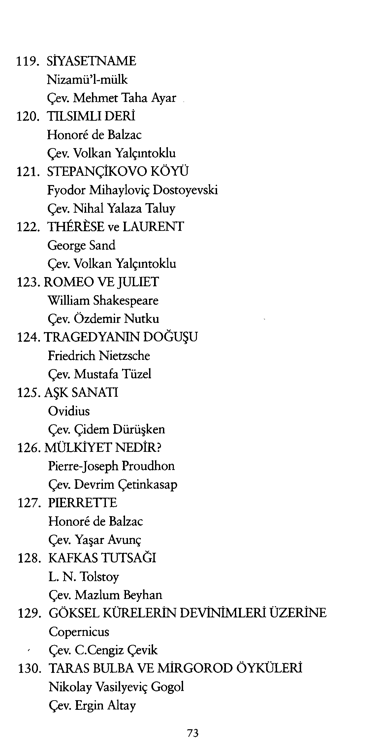 119. SİYASETNAME
Nizamü'l-mülk
Çev. Mehmet Taha Ayar
120. TILSIMLI DERİ
Honoré de Balzac
Çev. Volkan Yalçıntoklu
121. STEPANÇİKOVO KÖYÜ
Fyodor Mihayloviç Dostoyevski
Çev. Nihal Yalaza Taluy
122. THÉRÈSE ve LAURENT
George Sand
Çev. Volkan Yalçıntoklu
123. ROMEO VE JULIET
William Shakespeare
Çev. Özdemir Nutku
124. TRAGEDYANIN DOĞUŞU
Friedrich Nietzsche
Çev. Mustafa Tüzel
125. AŞK SANATI
Ovidius
Çev. Çidem Dürüşken
126. MÜLKİYET NEDİR?
Pierre-Joseph Proudhon
Çev. Devrim Çetinkasap
127. PIERRETTE
Honoré de Balzac
Çev. Yaşar Avunç
128. KAFKAS TUTSAĞI
L. N. Tolstoy
Çev. Mazlum Beyhan
129. GÖKSEL KÜRELERİN DEVİNİMLERİ ÜZERİNE
Copernicus
Çev. C.Cengiz Çevik
130. TARAS BULBA VE MİRGOROD ÖYKÜLERİ
Nikolay Vasilyeviç Gogol
Çev. Ergin Altay
73